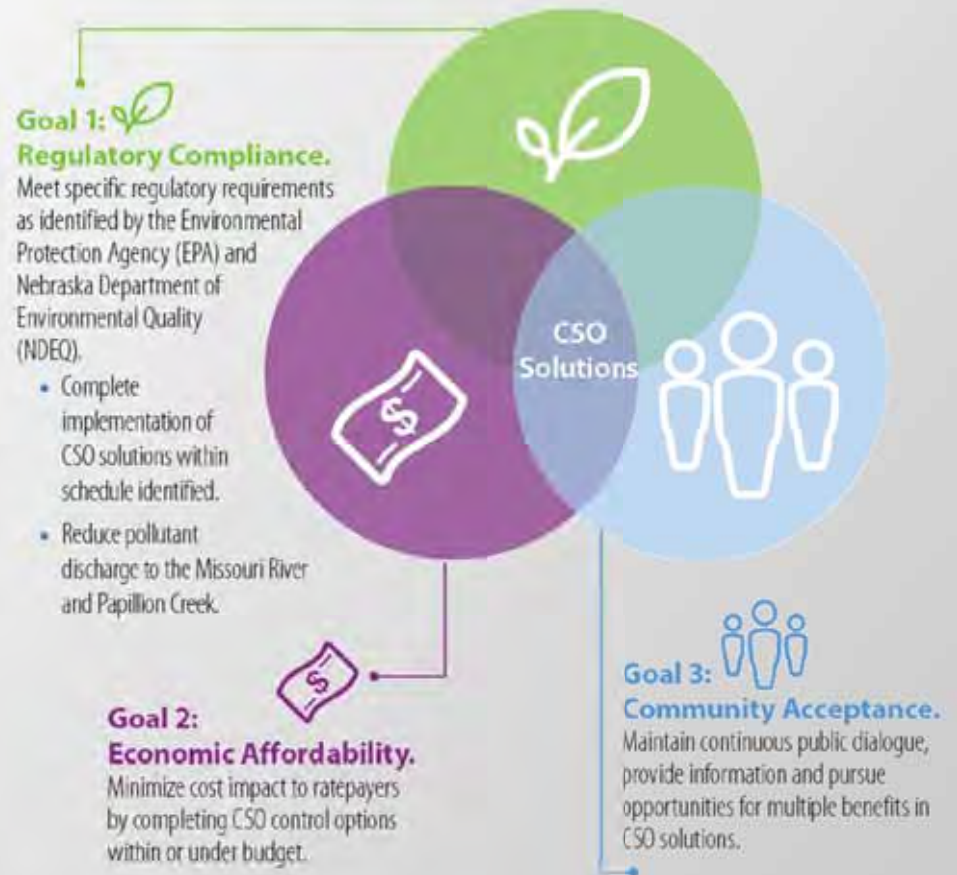 Goal 1:
Regulatory Compliance.
Meet specific regulatory requirements
as identified by the Environmental
Protection Agency (EPA) and
Nebraska Department of
Environmental Quality
(NDEQ).
• Complete
implementation of
CSO solutions within
schedule identified.
• Reduce pollutant
discharge to the Missouri River
and Papillion Creek.
CSO
Solutions
$
$
Goal 2:
Economic Affordability.
Minimize cost impact to ratepayers
by completing CSO control options
within or under budget.
Goal 3:
Community Acceptance.
Maintain continuous public dialogue,
provide information and pursue
opportunities for multiple benefits in
CSO solutions.